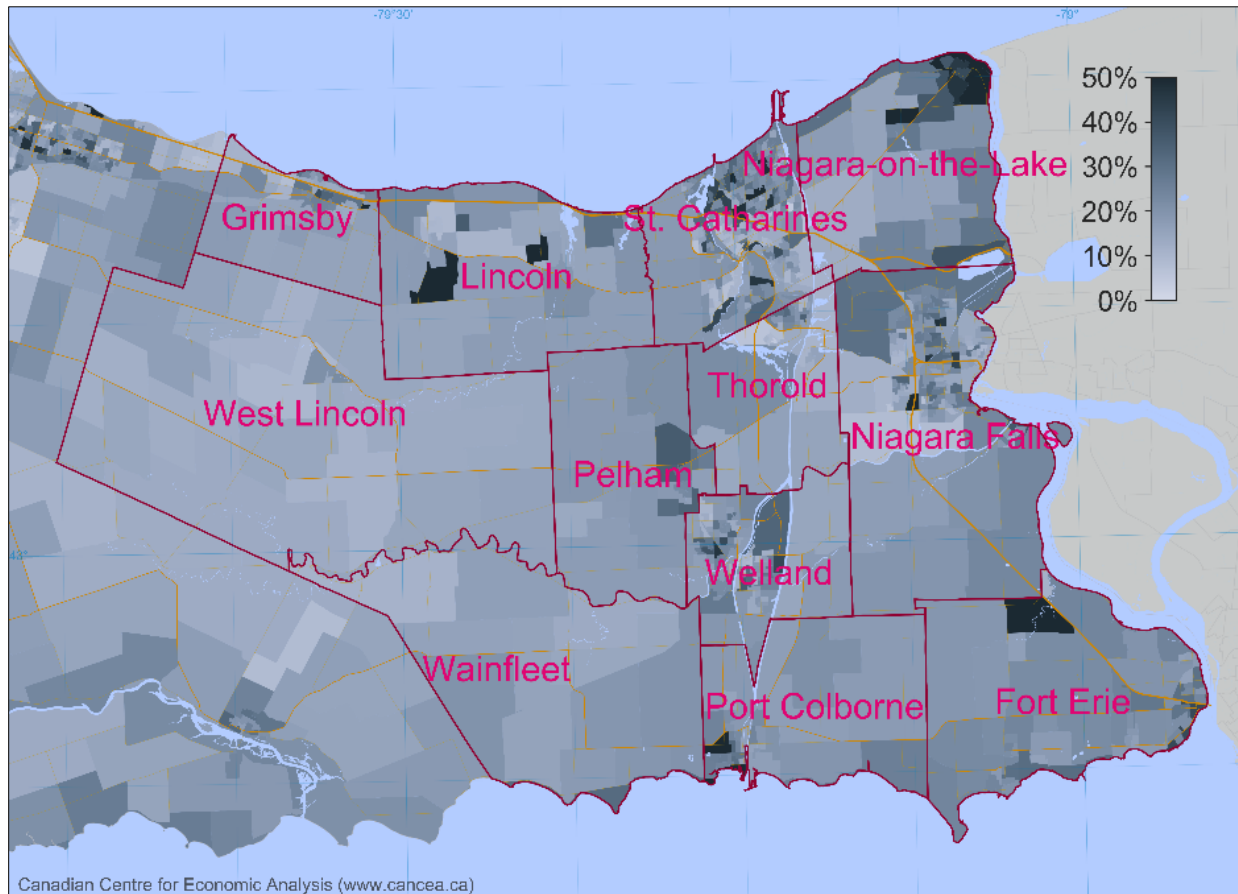 -79°30'
-79°
50%
40%
30%
20%
10%
0%
Niagara-on-the-Lake
Grimsby
St. Catharines
Lincoln
Thorold
West Lincoln
Niagara Falls
Pelham
43°
Welland
Wainfleet
Port Colborne
Fort Erie
Canadian Centre for Economic Analysis (www.cancea.ca)